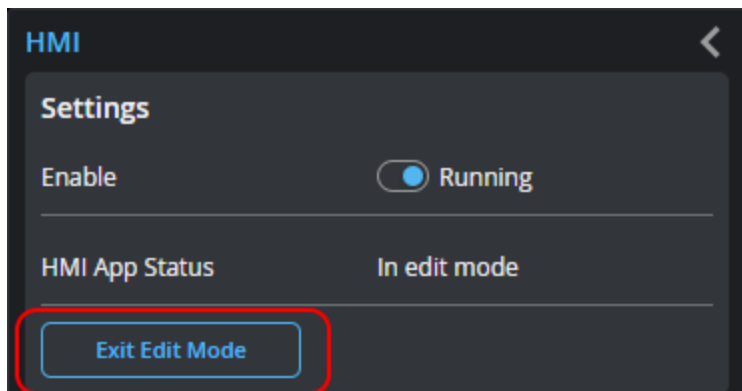 HMI
Settings
Enable Running
HMI App Status In edit mode
Exit Edit Mode